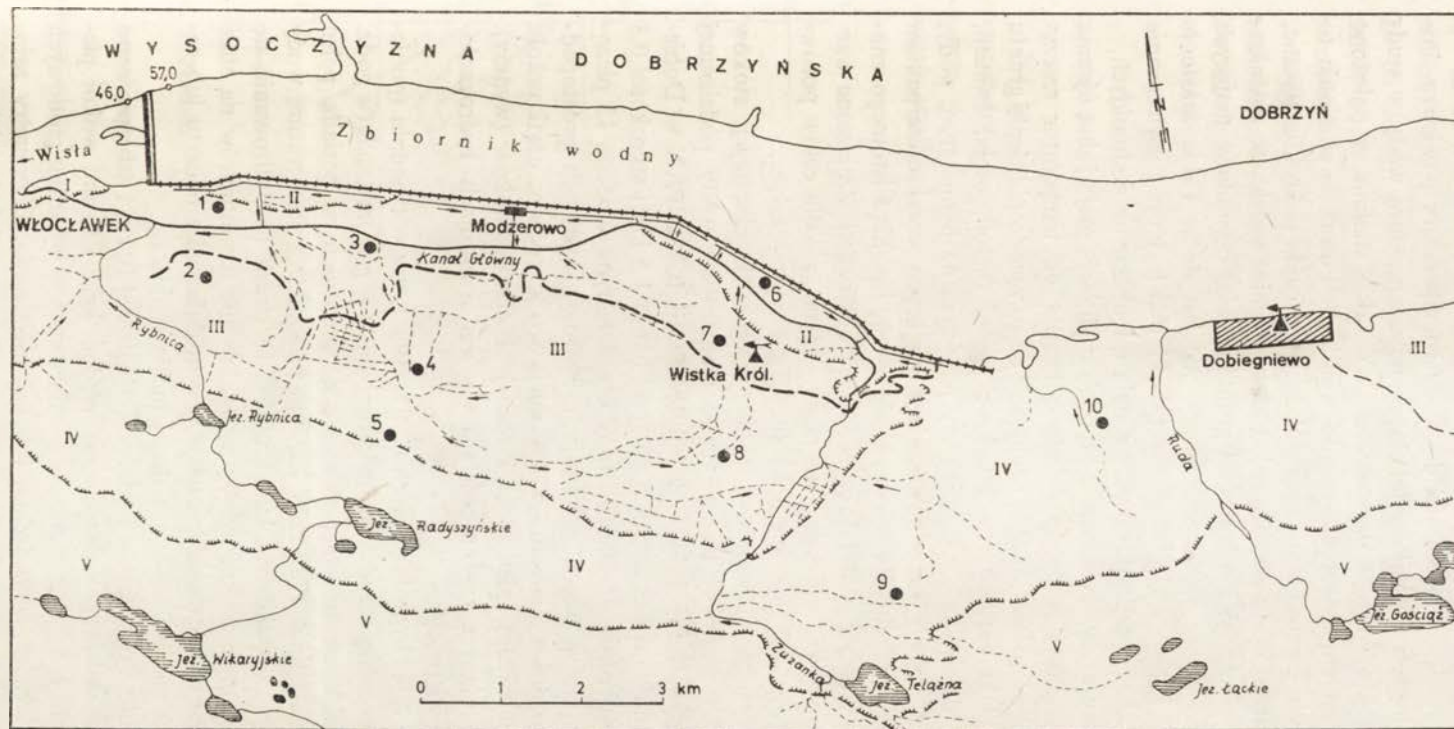 WYSOCZYZNA DOBRZYŃSKA
57,0
46,0
N
DOBRZYŃ
Zbiornik wodny
Wisła
I
II
1
WŁOCŁAWEK
Modzerowo
3
Kanał Główny
2
6
Rybnica
III
III
7
II
Wistka Król.
Dobiegniewo
III
4
Jez. Rybnica
5
10
IV
8
IV
IV
Ruda
Jez. Radyszyńskie
V
IV
9
V
V
Jez. Gościąż
V
Jez. Wikaryjskie
Zuzanka
Jez. Telążna
Jez. Łąckie
0 1 2 3 km